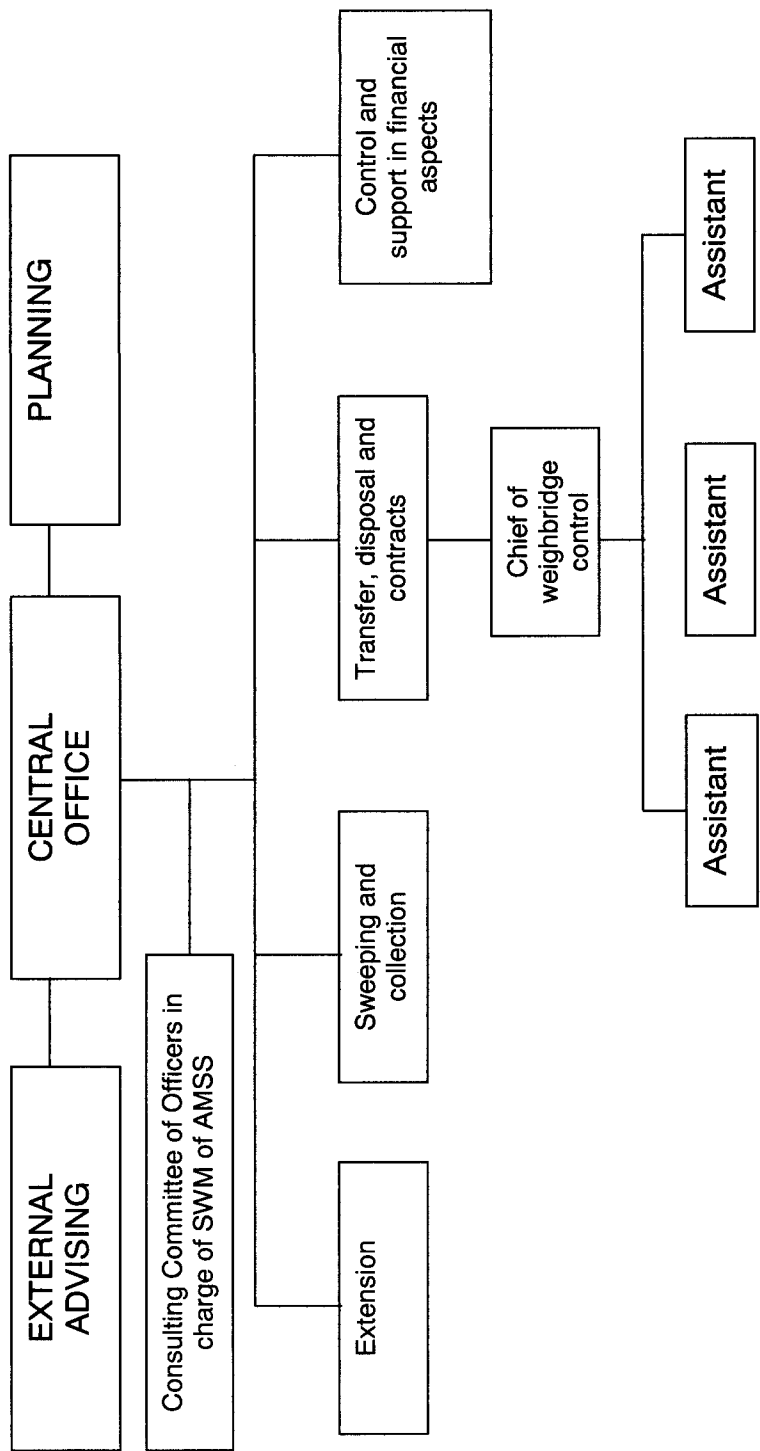 EXTERNAL
ADVISING
CENTRAL
OFFICE
PLANNING
Consulting Committee of Officers in
charge of SWM of AMSS
Extension
Sweeping and
collection
Transfer, disposal and
contracts
Control and
support in financial
aspects
Chief of
weighbridge
control
Assistant
Assistant
Assistant